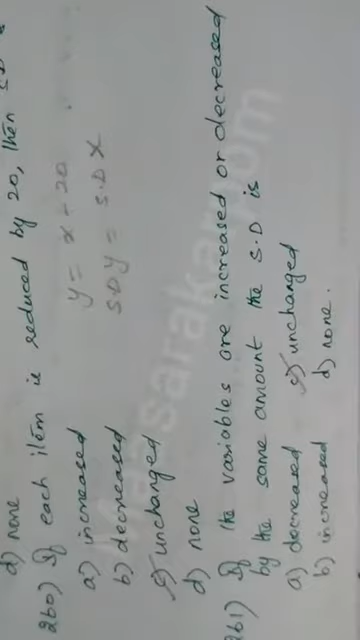 d) none
260) If each item is reduced by 20, then S.D
a) increased
b) decreased
c) unchanged
d) none
y = x - 20
SDY = S.D X
261) If the variables are increased or decreased
by the same amount the S.D is
a) decreased c) unchanged
b) increased d) none.